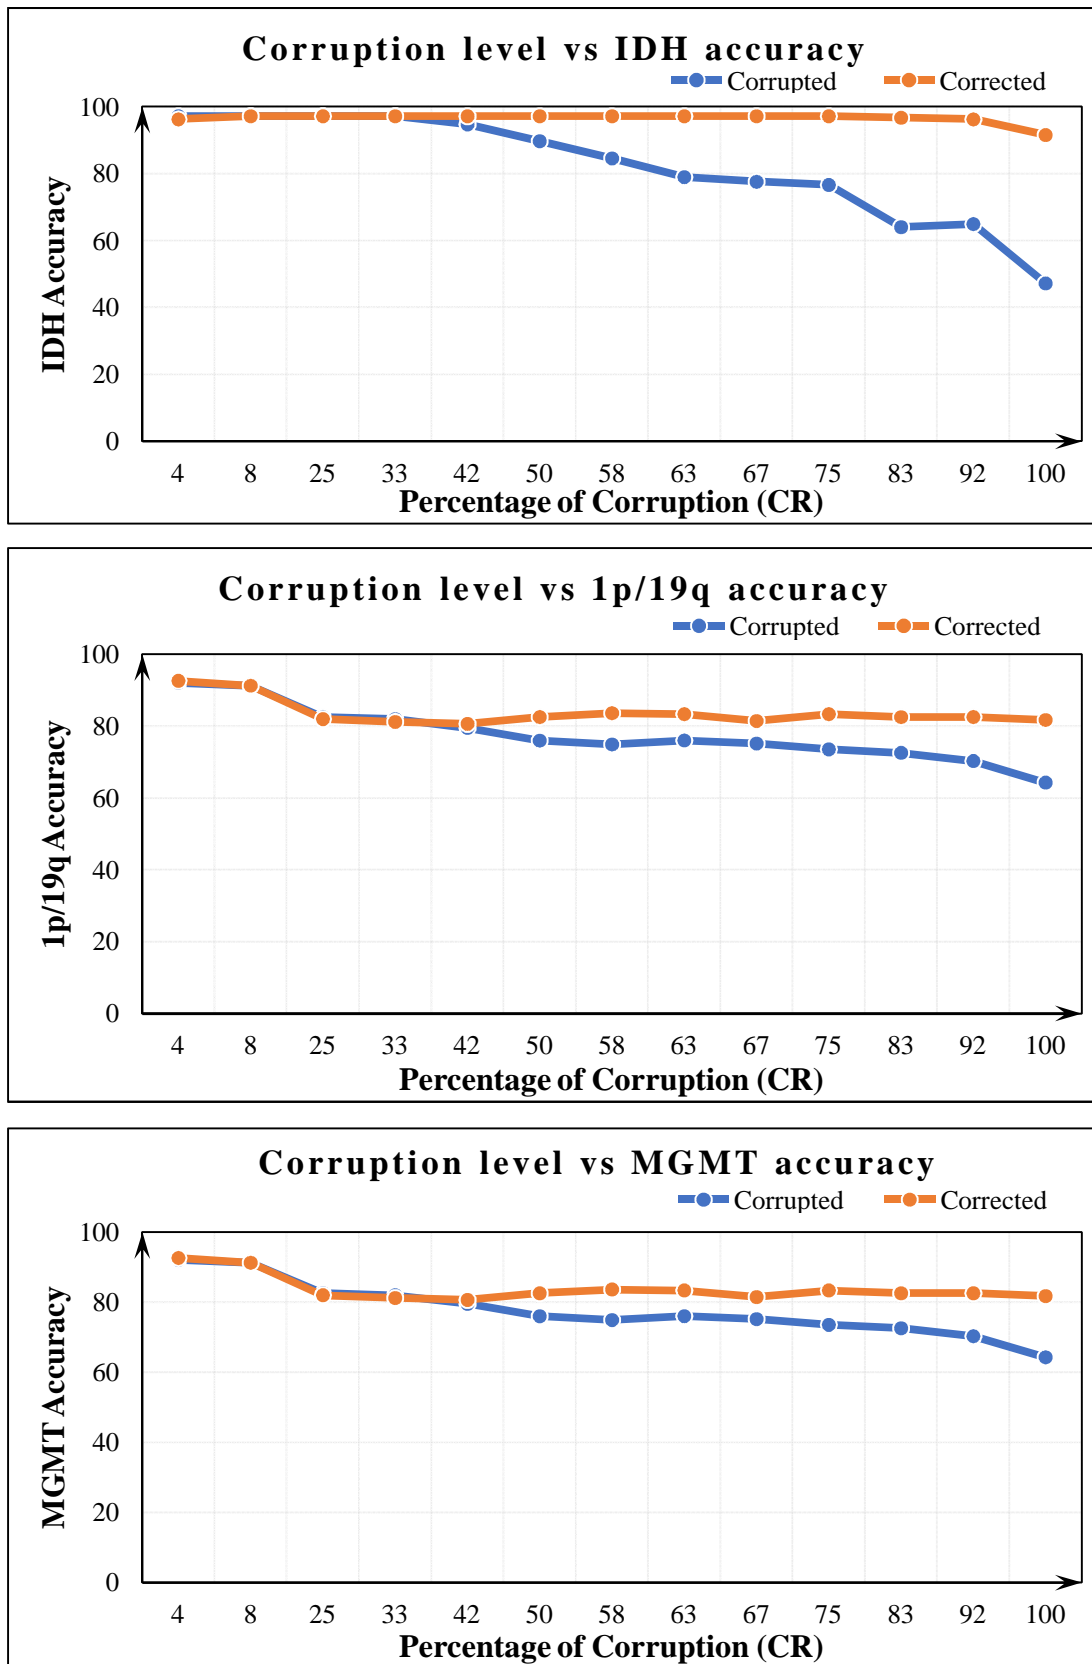 Corruption level vs IDH accuracy
Corrupted Corrected
100
80
60
40
20
0
IDH Accuracy
4 8 25 33 42 50 58 63 67 75 83 92 100
Percentage of Corruption (CR)
Corruption level vs 1p/19q accuracy
Corrupted Corrected
100
80
60
40
20
0
1p/19q Accuracy
4 8 25 33 42 50 58 63 67 75 83 92 100
Percentage of Corruption (CR)
Corruption level vs MGMT accuracy
Corrupted Corrected
100
80
60
40
20
0
MGMT Accuracy
4 8 25 33 42 50 58 63 67 75 83 92 100
Percentage of Corruption (CR)